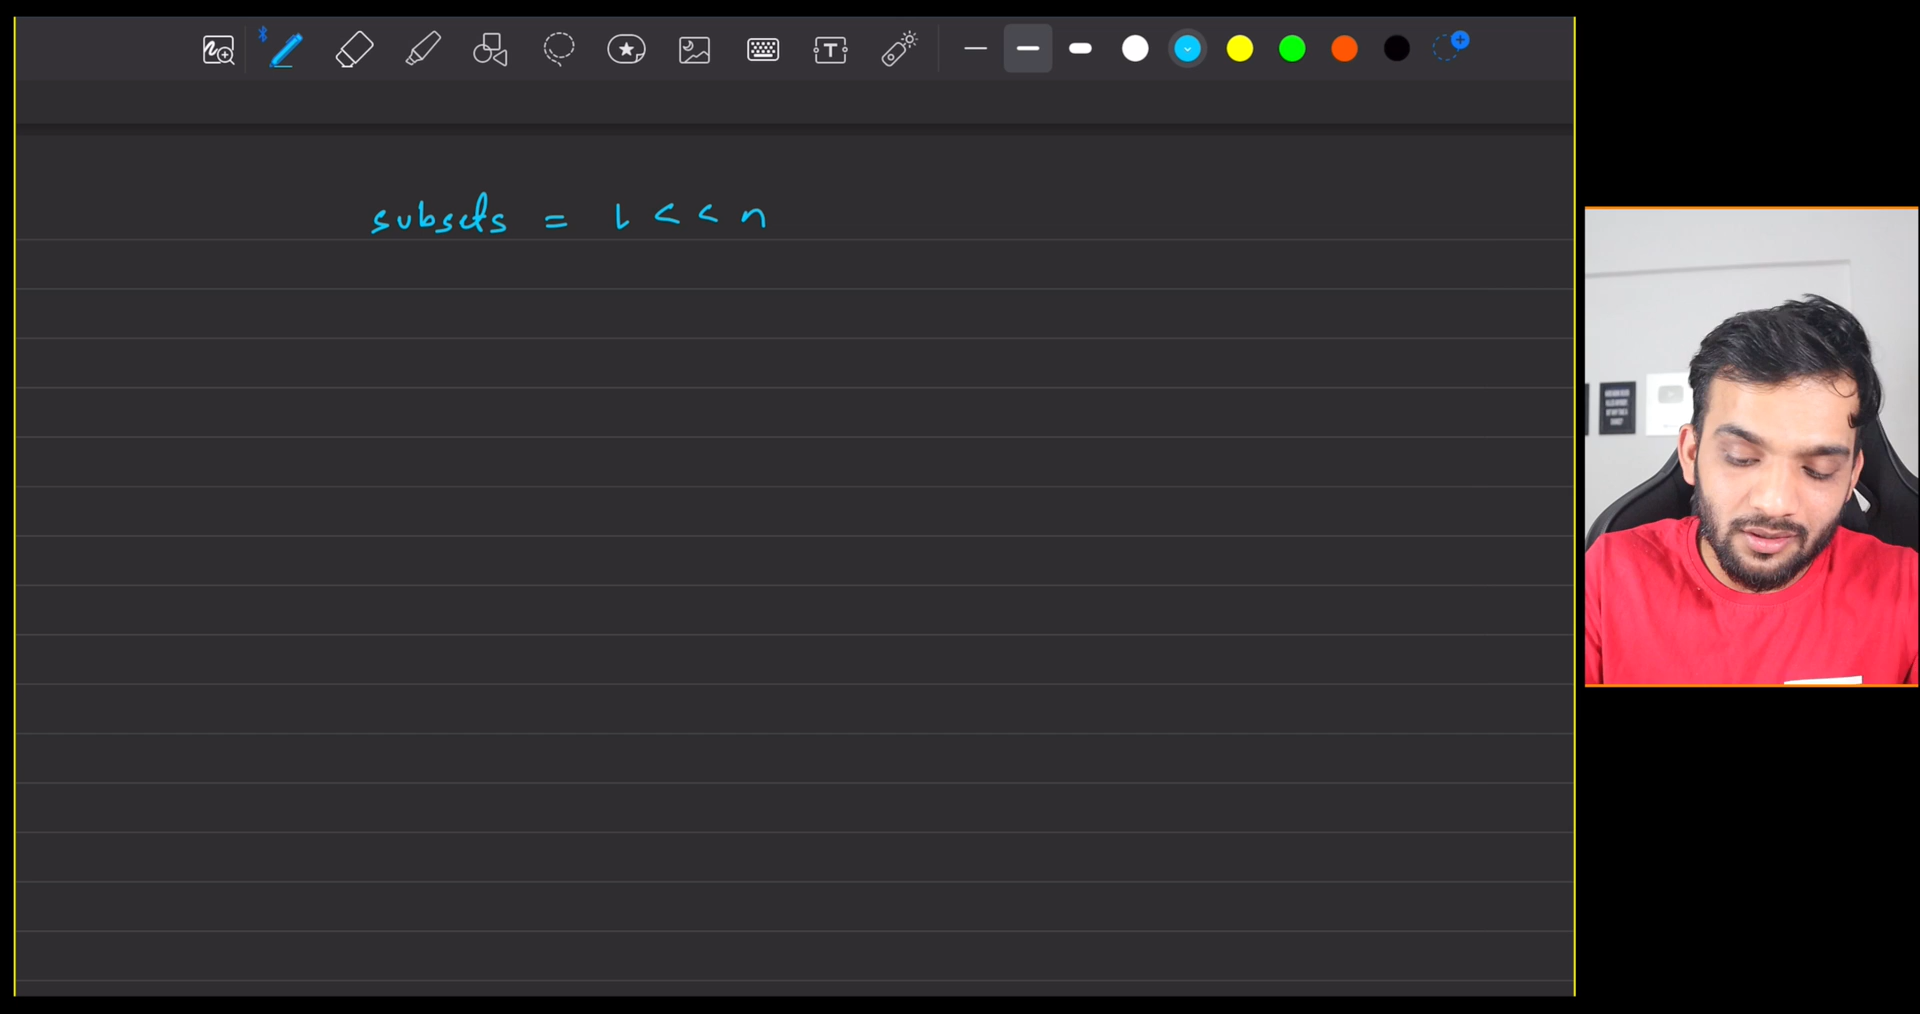 subsets = 1 << n
T